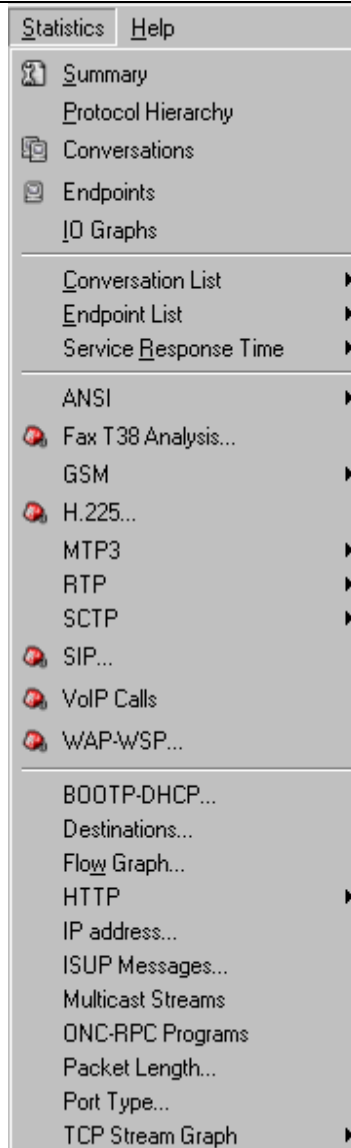 Statistics Help
Summary
Protocol Hierarchy
Conversations
Endpoints
IO Graphs
Conversation List
Endpoint List
Service Response Time
ANSI
Fax T38 Analysis...
GSM
H.225...
MTP3
RTP
SCTP
SIP...
VoIP Calls
WAP-WSP...
BOOTP-DHCP...
Destinations...
Flow Graph...
HTTP
IP address...
ISUP Messages...
Multicast Streams
ONC-RPC Programs
Packet Length...
Port Type...
TCP Stream Graph